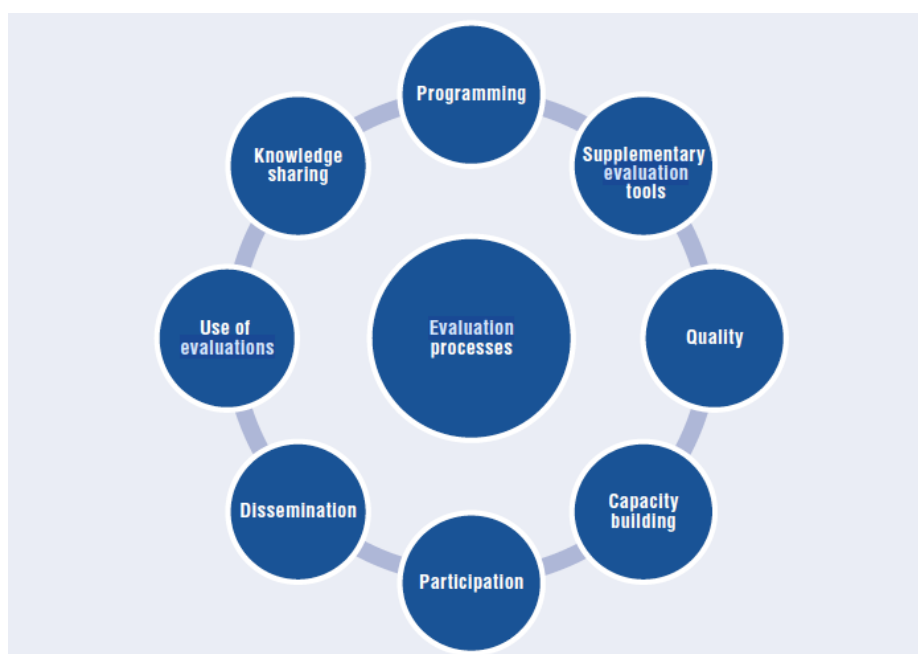 Programming
Supplementary
evaluation
tools
Quality
Capacity
building
Participation
Dissemination
Use of
evaluations
Knowledge
sharing
Evaluation
processes